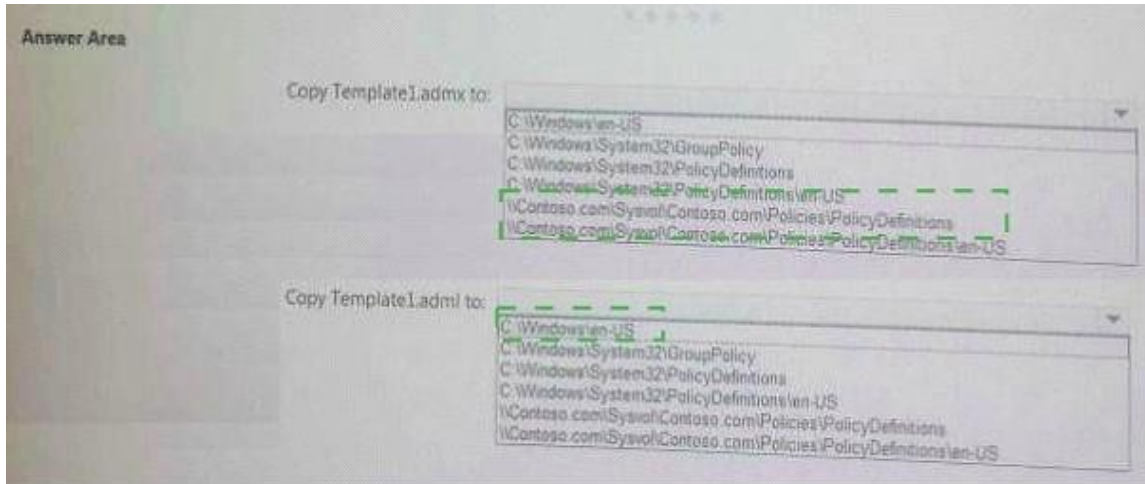 Answer Area
Copy Template1.admx to:
C:\Windows\en-US
C:\Windows\System32\GroupPolicy
C:\Windows\System32\PolicyDefinitions
C:\Windows\System32\PolicyDefinitions\en-US
\\Contoso.com\Sysvol\Contoso.com\Policies\PolicyDefinitions
\\Contoso.com\Sysvol\Contoso.com\Policies\PolicyDefinitions\en-US
Copy Template1.adml to:
C:\Windows\en-US
C:\Windows\System32\GroupPolicy
C:\Windows\System32\PolicyDefinitions
C:\Windows\System32\PolicyDefinitions\en-US
\\Contoso.com\Sysvol\Contoso.com\Policies\PolicyDefinitions
\\Contoso.com\Sysvol\Contoso.com\Policies\PolicyDefinitions\en-US